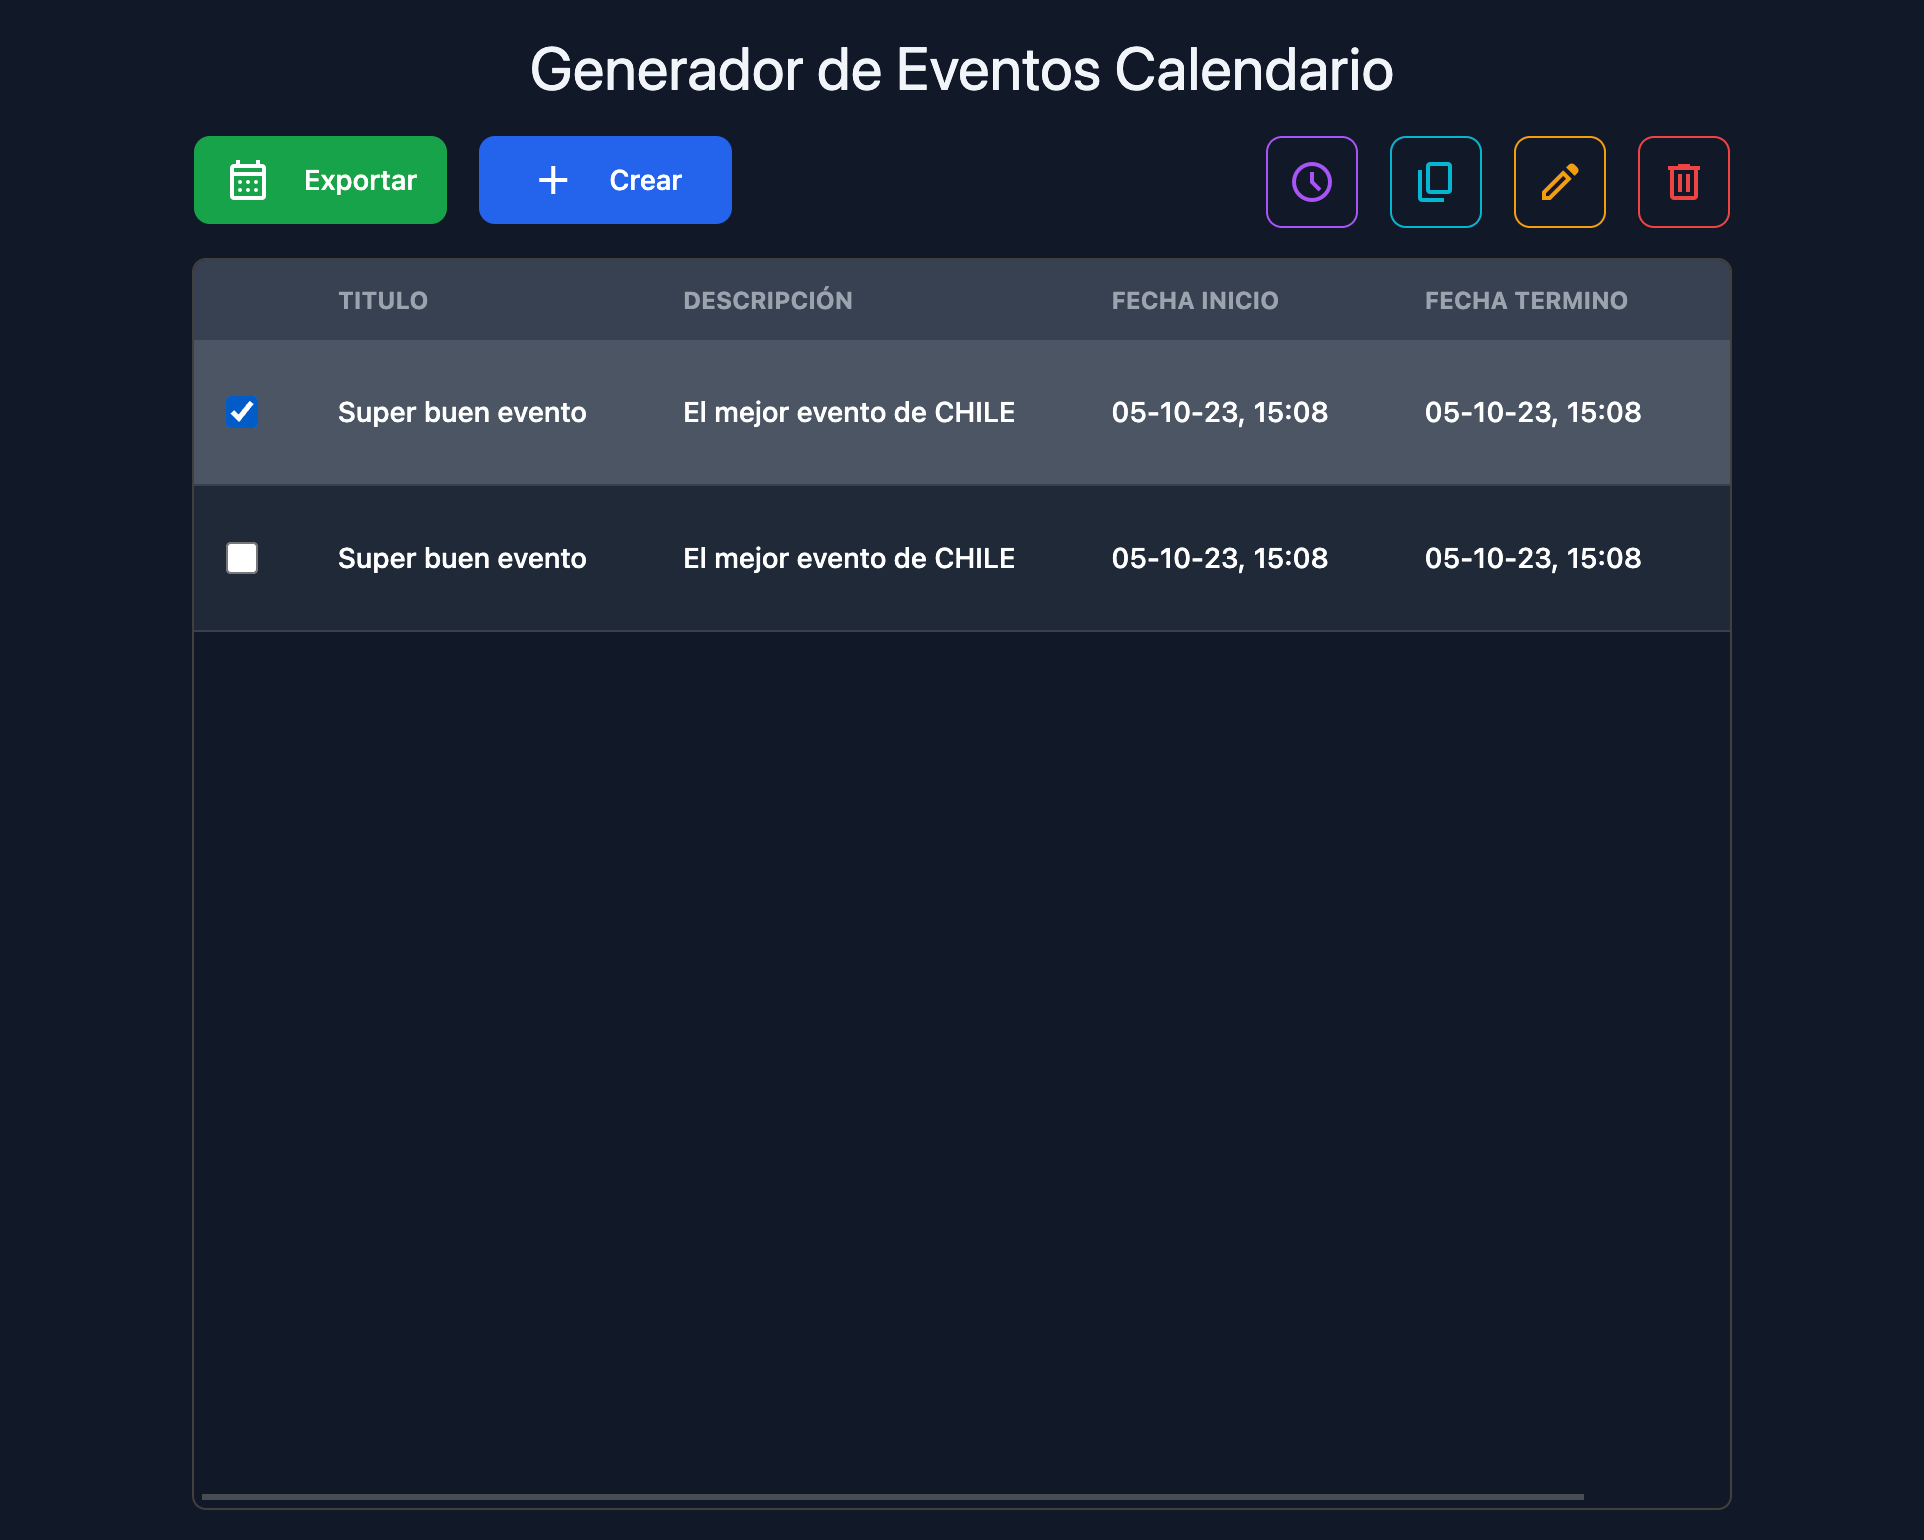 Generador de Eventos Calendario
Exportar Crear
TITULO DESCRIPCIÓN FECHA INICIO FECHA TERMINO
Super buen evento El mejor evento de CHILE 05-10-23, 15:08 05-10-23, 15:08
Super buen evento El mejor evento de CHILE 05-10-23, 15:08 05-10-23, 15:08